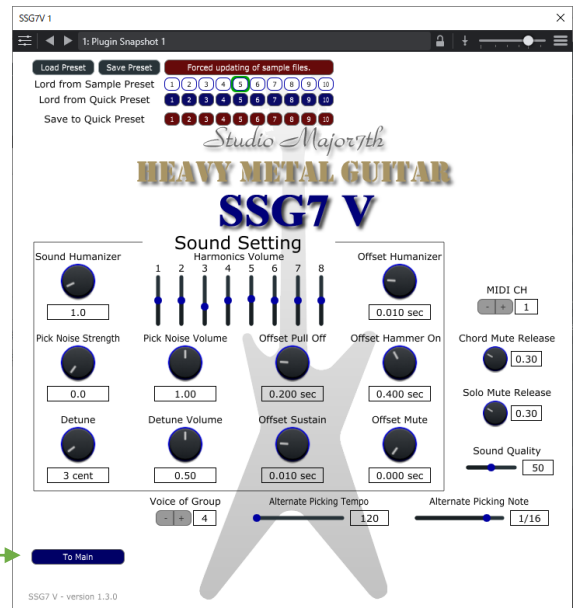 SSG7V 1
1: Plugin Snapshot 1
Load Preset Save Preset Forced updating of sample files.
Lord from Sample Preset 1 2 3 4 5 6 7 8 9 10
Lord from Quick Preset 1 2 3 4 5 6 7 8 9 10
Save to Quick Preset 1 2 3 4 5 6 7 8 9 10
Studio Major7th
HEAVY METAL GUITAR
SSG7 V
Sound Setting
Sound Humanizer Harmonics Volume Offset Humanizer
1 2 3 4 5 6 7 8
MIDI CH
- + 1
1.0 0.010 sec
Pick Noise Strength Pick Noise Volume Offset Pull Off Offset Hammer On Chord Mute Release
0.30
0.0 1.00 0.200 sec 0.400 sec
Solo Mute Release
0.30
Detune Detune Volume Offset Sustain Offset Mute
Sound Quality
50
3 cent 0.50 0.010 sec 0.000 sec
Voice of Group Alternate Picking Tempo Alternate Picking Note
- + 4 120 1/16
To Main
SSG7 V - version 1.3.0